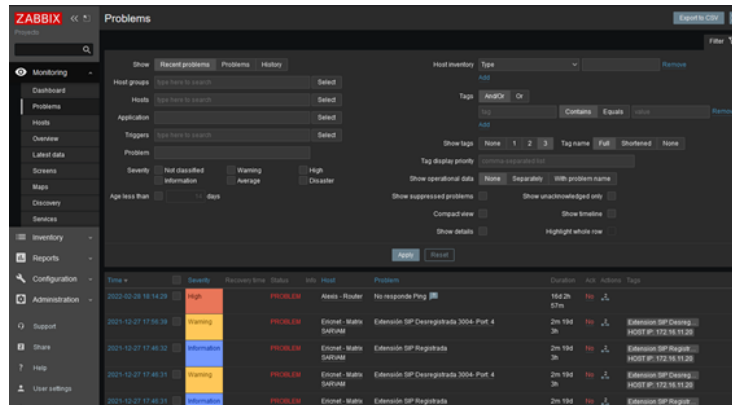 ZABBIX
Problems
Export to CSV
Proyecto
Filter
Monitoring
Dashboard
Problems
Hosts
Overview
Latest data
Screens
Maps
Discovery
Services
Inventory
Reports
Configuration
Administration
Support
Share
Help
User settings
Show Recent problems Problems History
Host groups type here to search Select
Hosts type here to search Select
Application Select
Triggers type here to search Select
Problem
Severity Not classified Warning High
Information Average Disaster
Age less than 14 days
Host inventory Type Remove
Add
Tags And/Or Or
tag Contains Equals value Remove
Add
Show tags None 1 2 3 Tag name Full Shortened None
Tag display priority comma-separated list
Show operational data None Separately With problem name
Show suppressed problems Show unacknowledged only
Compact view Show timeline
Show details Highlight whole row
Apply Reset
Time Severity Recovery time Status Info Host Problem Duration Ack Actions Tags
2022-02-26 18:14:29 High PROBLEM Alexis - Router No responde Ping 16d 2h 57m No
2021-12-27 17:56:39 Warning PROBLEM Ericnet - Matrix SARVAM Extensión SIP Desregistrada 3004- Port: 4 2m 19d 3h No Extension SIP Desreg... HOST IP: 172.16.11.20
2021-12-27 17:46:32 Information PROBLEM Ericnet - Matrix SARVAM Extensión SIP Registrada 2m 19d 3h No Extension SIP Registr... HOST IP: 172.16.11.20
2021-12-27 17:46:31 Warning PROBLEM Ericnet - Matrix SARVAM Extensión SIP Desregistrada 3004- Port: 4 2m 19d 3h No Extension SIP Desreg... HOST IP: 172.16.11.20
2021-12-27 17:46:31 Information PROBLEM Ericnet - Matrix Extensión SIP Registrada 2m 19d No Extension SIP Registr...